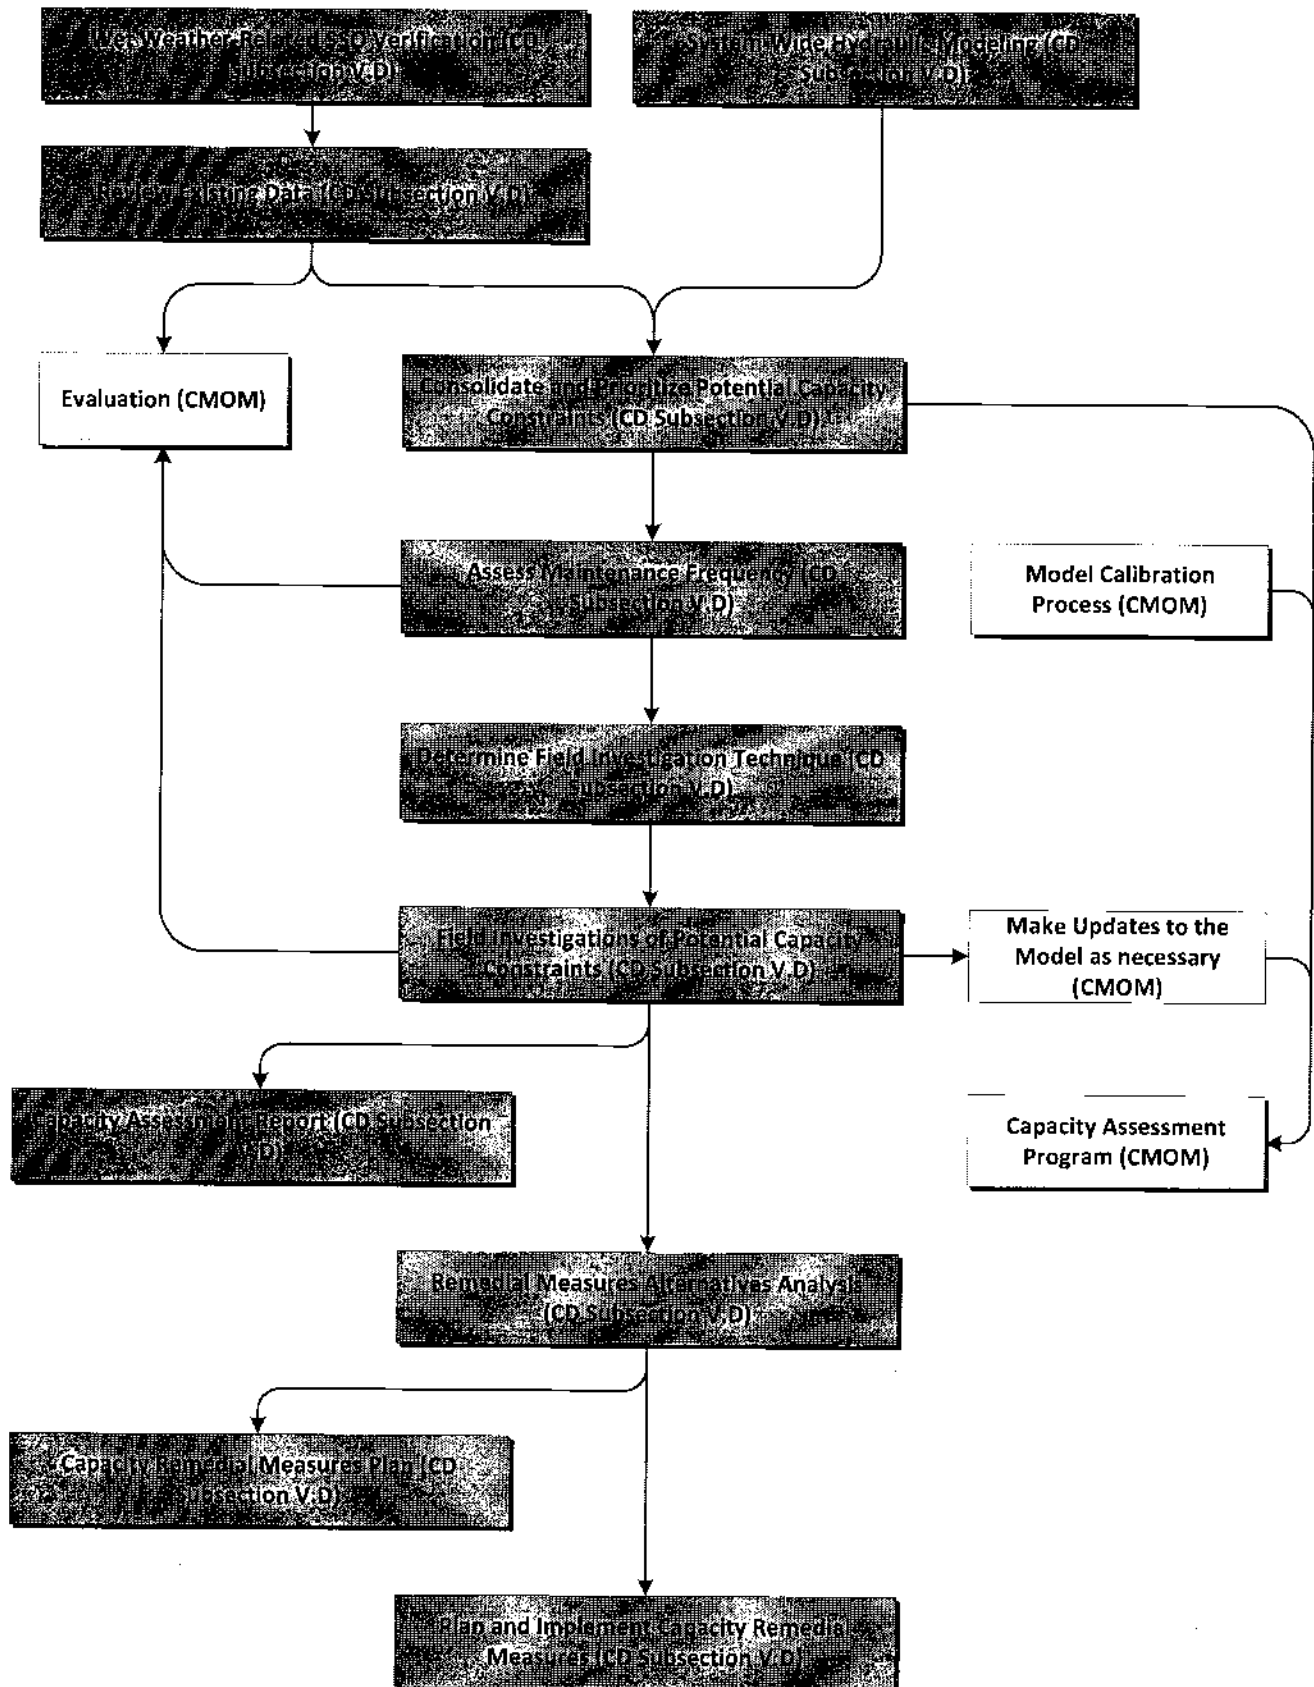 Wet Weather-Related SSO Verification (CD
Subsection V.D)
System-Wide Hydraulic Modeling (CD
Subsection V.D)
Review Existing Data (CD Subsection V.D)
Evaluation (CMOM)
Consolidate and Prioritize Potential Capacity
Constraints (CD Subsection V.D)
Assess Maintenance Frequency (CD
Subsection V.D)
Model Calibration
Process (CMOM)
Determine Field Investigation Technique (CD
Subsection V.D)
Field Investigations of Potential Capacity
Constraints (CD Subsection V.D)
Make Updates to the
Model as necessary
(CMOM)
Capacity Assessment Report (CD Subsection
V.D)
Capacity Assessment
Program (CMOM)
Remedial Measures Alternatives Analysis
(CD Subsection V.D)
Capacity Remedial Measures Plan (CD
Subsection V.D)
Plan and Implement Capacity Remedial
Measures (CD Subsection V.D)